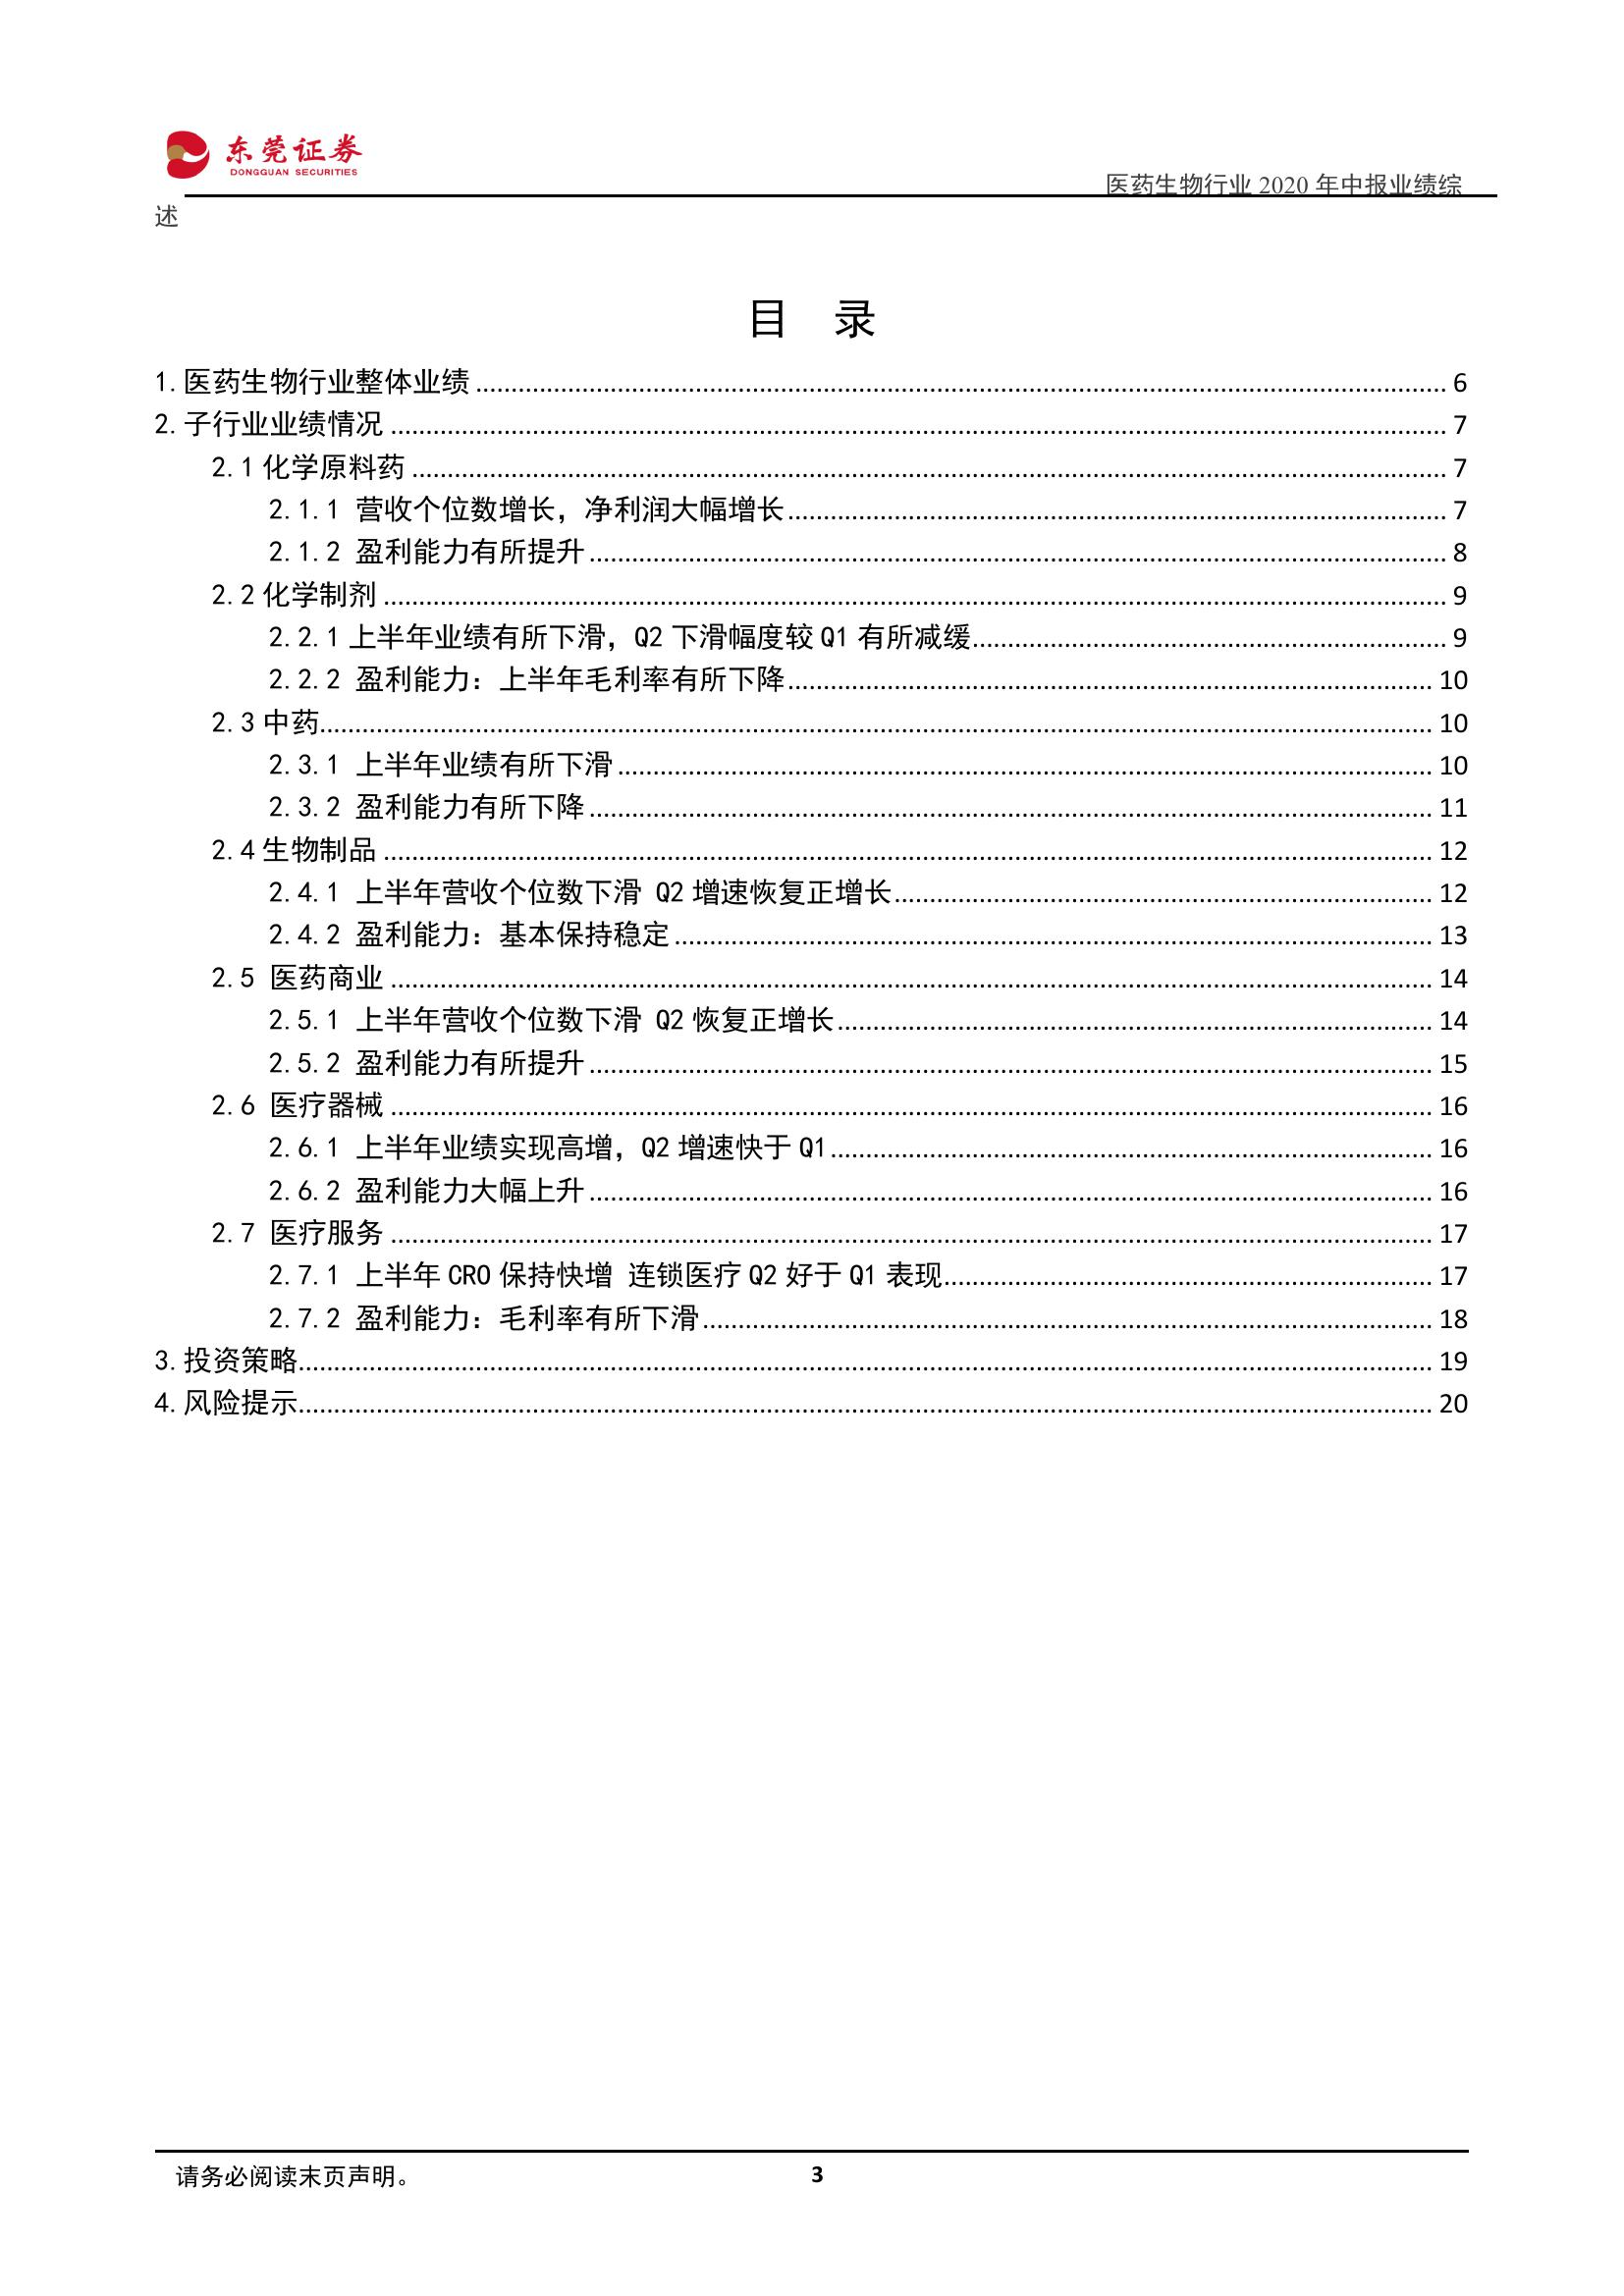 东莞证券
DONGGUAN SECURITIES
医药生物行业 2020 年中报业绩综
述
目 录
1.医药生物行业整体业绩 ........ 6
2.子行业业绩情况 ........ 7
2.1 化学原料药 ........ 7
2.1.1 营收个位数增长，净利润大幅增长 ........ 7
2.1.2 盈利能力有所提升 ........ 8
2.2 化学制剂 ........ 9
2.2.1 上半年业绩有所下滑，Q2 下滑幅度较 Q1 有所减缓 ........ 9
2.2.2 盈利能力：上半年毛利率有所下降 ........ 10
2.3 中药 ........ 10
2.3.1 上半年业绩有所下滑 ........ 10
2.3.2 盈利能力有所下降 ........ 11
2.4 生物制品 ........ 12
2.4.1 上半年营收个位数下滑 Q2 增速恢复正增长 ........ 12
2.4.2 盈利能力：基本保持稳定 ........ 13
2.5 医药商业 ........ 14
2.5.1 上半年营收个位数下滑 Q2 恢复正增长 ........ 14
2.5.2 盈利能力有所提升 ........ 15
2.6 医疗器械 ........ 16
2.6.1 上半年业绩实现高增，Q2 增速快于 Q1 ........ 16
2.6.2 盈利能力大幅上升 ........ 16
2.7 医疗服务 ........ 17
2.7.1 上半年 CRO 保持快增 连锁医疗 Q2 好于 Q1 表现 ........ 17
2.7.2 盈利能力：毛利率有所下滑 ........ 18
3.投资策略 ........ 19
4.风险提示 ........ 20
请务必阅读末页声明。 3